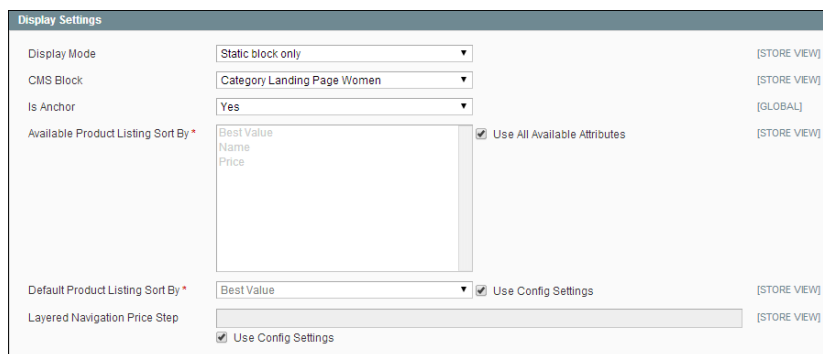 Display Settings
Display Mode Static block only [STORE VIEW]
CMS Block Category Landing Page Women [STORE VIEW]
Is Anchor Yes [GLOBAL]
Available Product Listing Sort By * Best Value Use All Available Attributes [STORE VIEW]
Name
Price
Default Product Listing Sort By * Best Value Use Config Settings [STORE VIEW]
Layered Navigation Price Step [STORE VIEW]
Use Config Settings